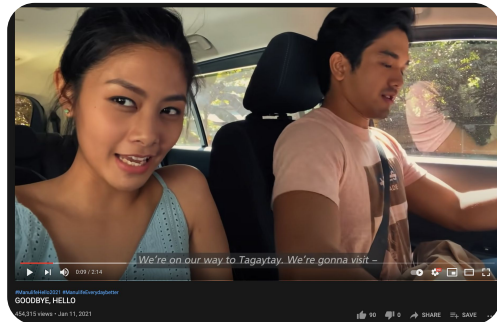 We're on our way to Tagaytay. We're gonna visit –
0:09 / 2:14
#ManulifeHello2021 #ManulifeEverydaybetter
GOODBYE, HELLO
454,315 views • Jan 11, 2021
90
0
SHARE
SAVE